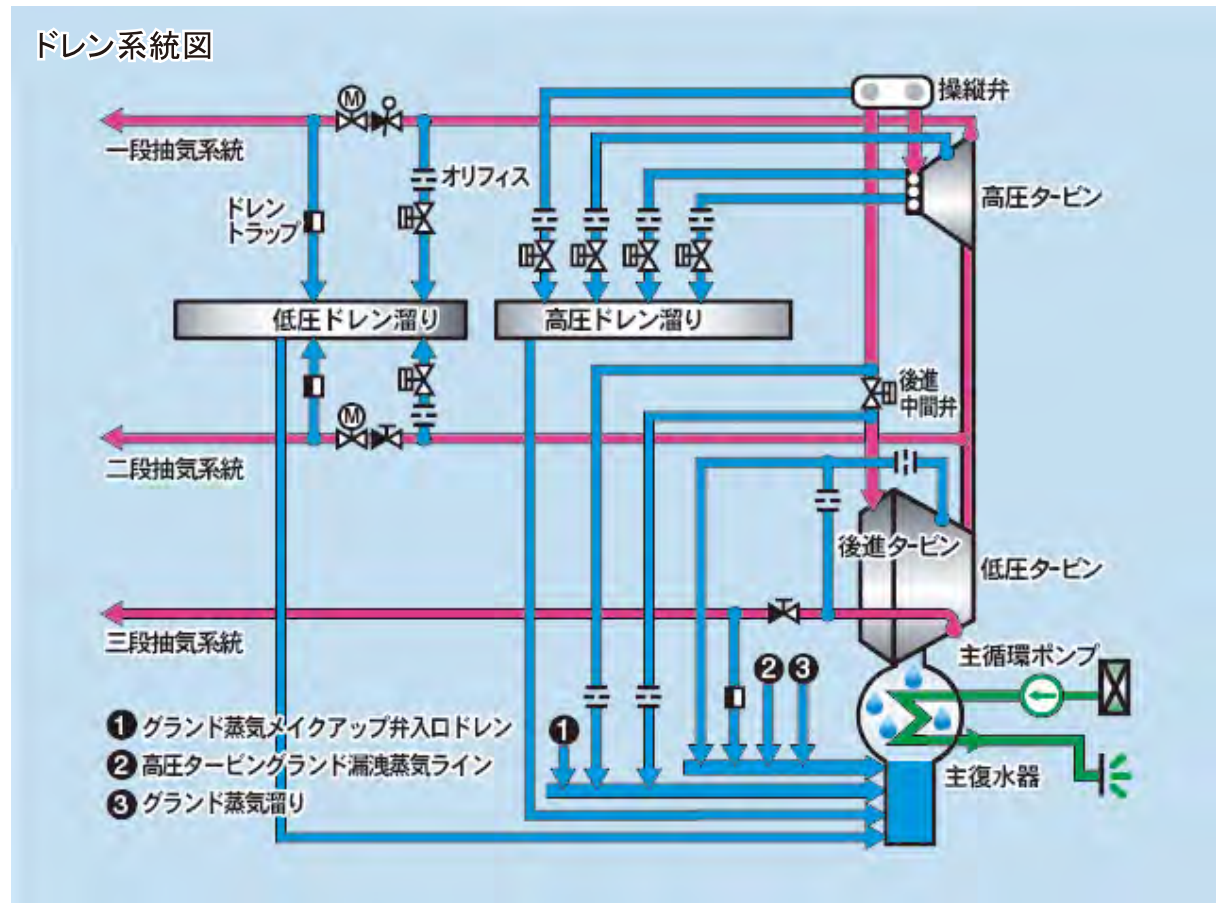 ドレン系統図
操縦弁
M
一段抽気系統
オリフィス
ドレン
トラップ
高圧タービン
低圧ドレン溜り
高圧ドレン溜り
後進
中間弁
M
二段抽気系統
後進タービン
低圧タービン
三段抽気系統
主循環ポンプ
❷ ❸
❶
❶ グランド蒸気メイクアップ弁入口ドレン
❷ 高圧タービングランド漏洩蒸気ライン
❸ グランド蒸気溜り
主復水器